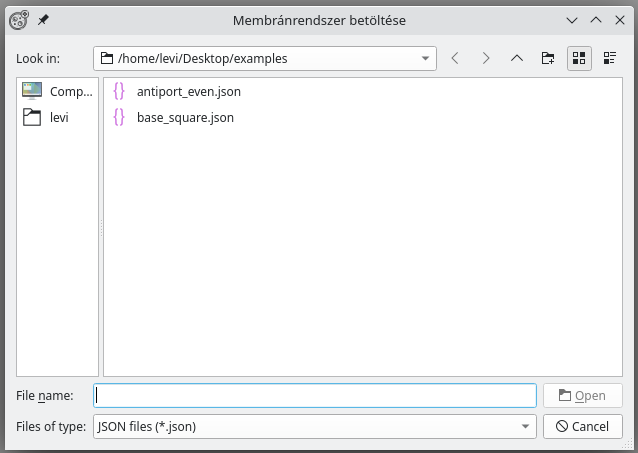 Membránrendszer betöltése
Look in: /home/levi/Desktop/examples
Comp... antiport_even.json
levi base_square.json
File name: Open
Files of type: JSON files (*.json) Cancel